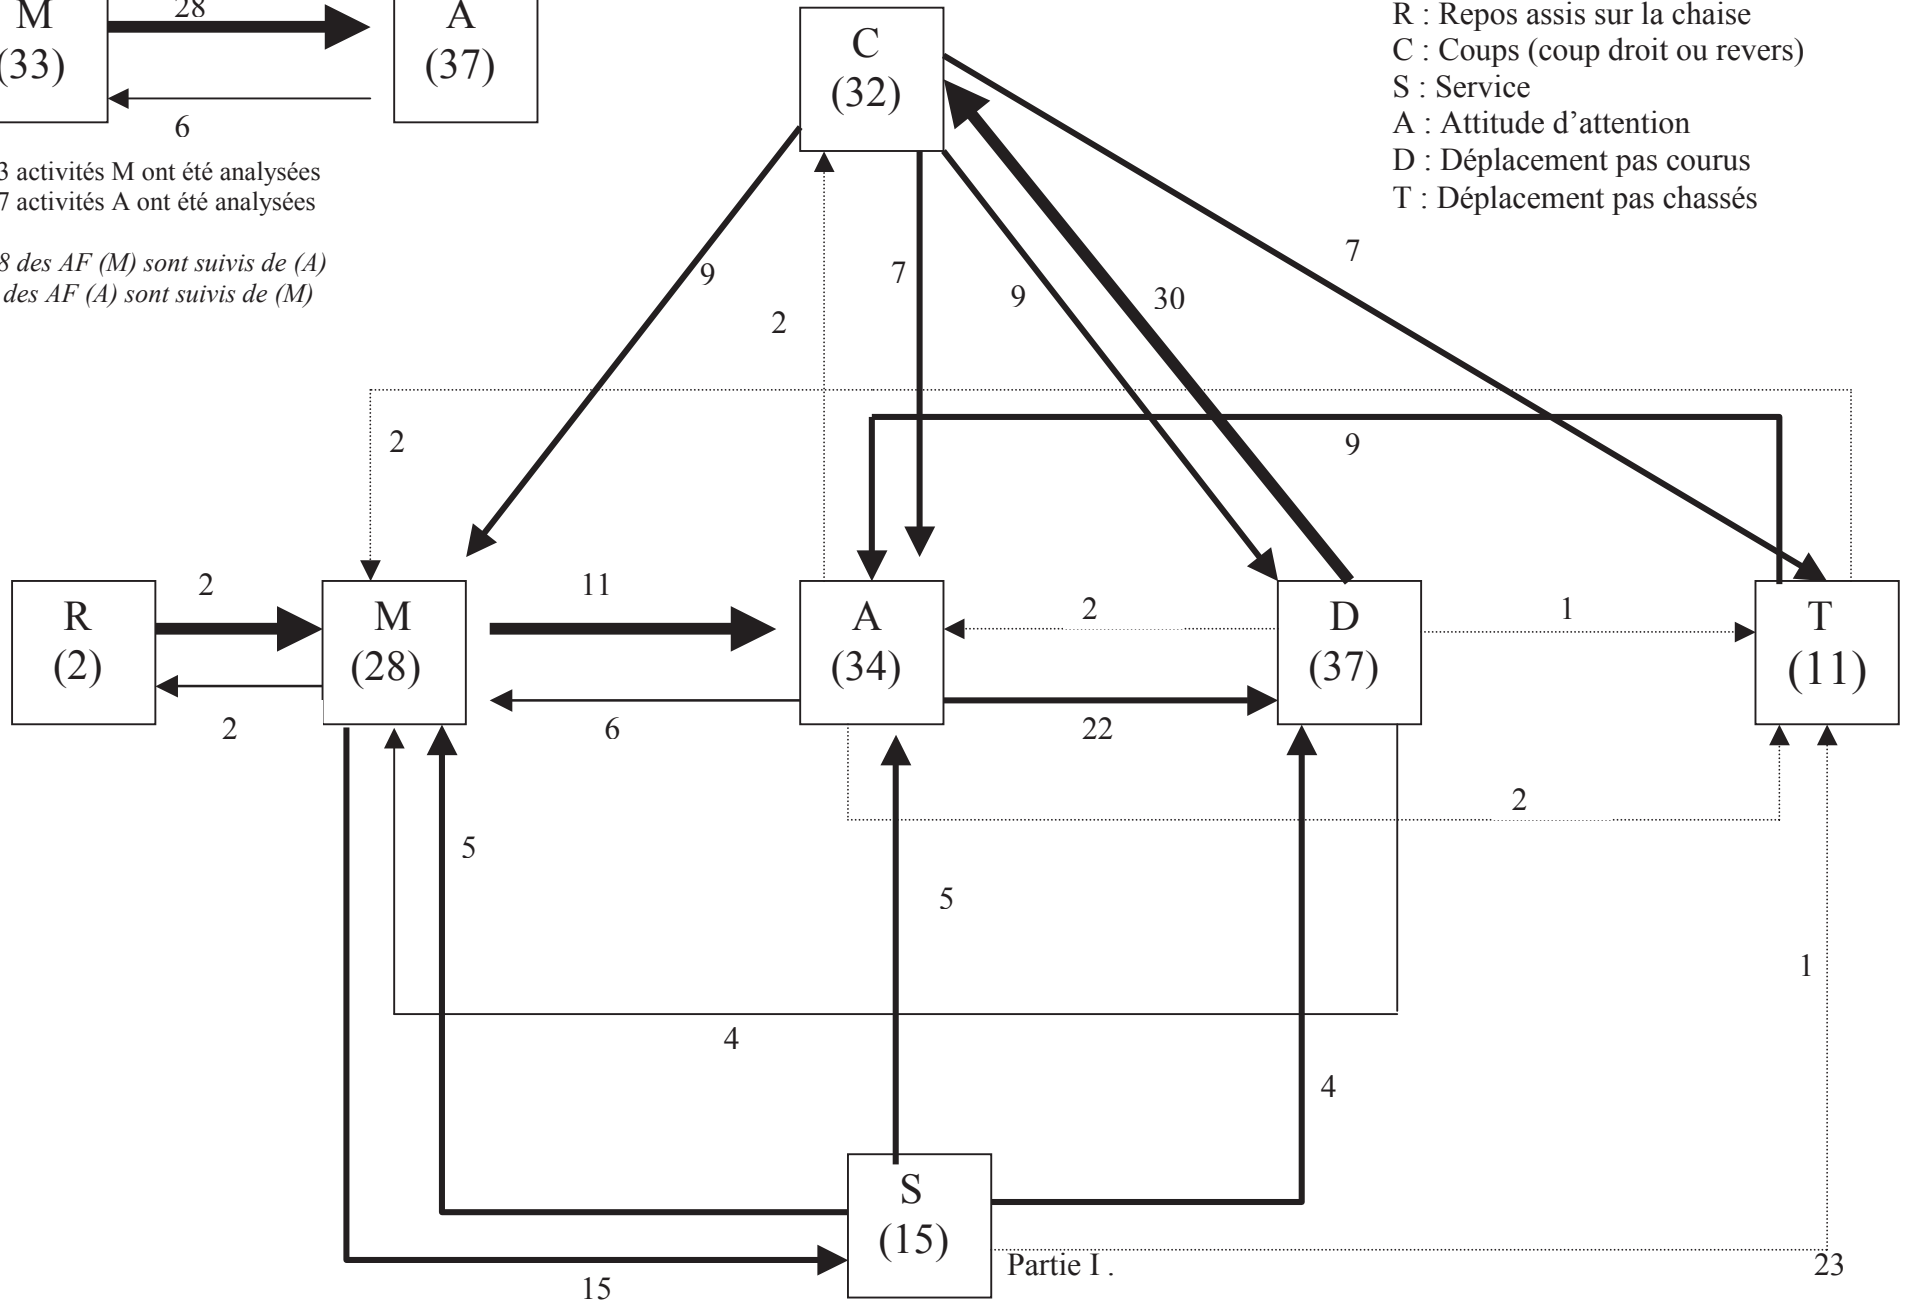 M
(33)
28
A
(37)
6
3 activités M ont été analysées
7 activités A ont été analysées
8 des AF (M) sont suivis de (A)
des AF (A) sont suivis de (M)
C
(32)
R : Repos assis sur la chaise
C : Coups (coup droit ou revers)
S : Service
A : Attitude d’attention
D : Déplacement pas courus
T : Déplacement pas chassés
9
7
2
9
30
7
2
9
R
(2)
2
2
M
(28)
11
6
A
(34)
2
22
D
(37)
1
T
(11)
2
5
5
1
4
4
S
(15)
15
Partie I .
23